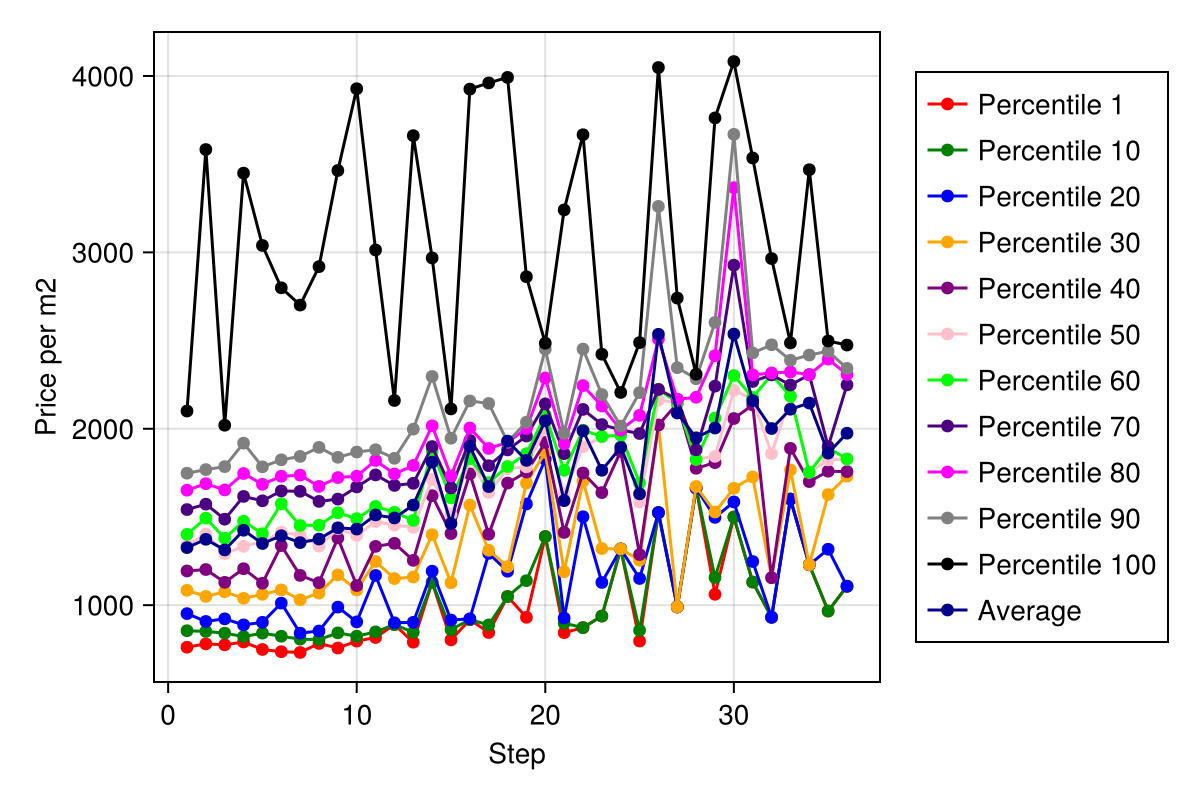 4000
3000
2000
1000
Price per m2
0 10 20 30
Step
Percentile 1
Percentile 10
Percentile 20
Percentile 30
Percentile 40
Percentile 50
Percentile 60
Percentile 70
Percentile 80
Percentile 90
Percentile 100
Average